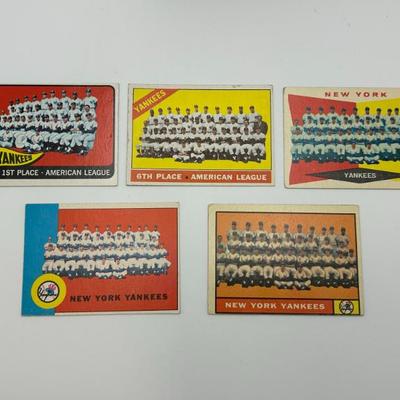 YANKEES
1ST PLACE - AMERICAN LEAGUE
YANKEES
6TH PLACE • AMERICAN LEAGUE
NEW YORK
YANKEES
NEW YORK YANKEES
NEW YORK YANKEES